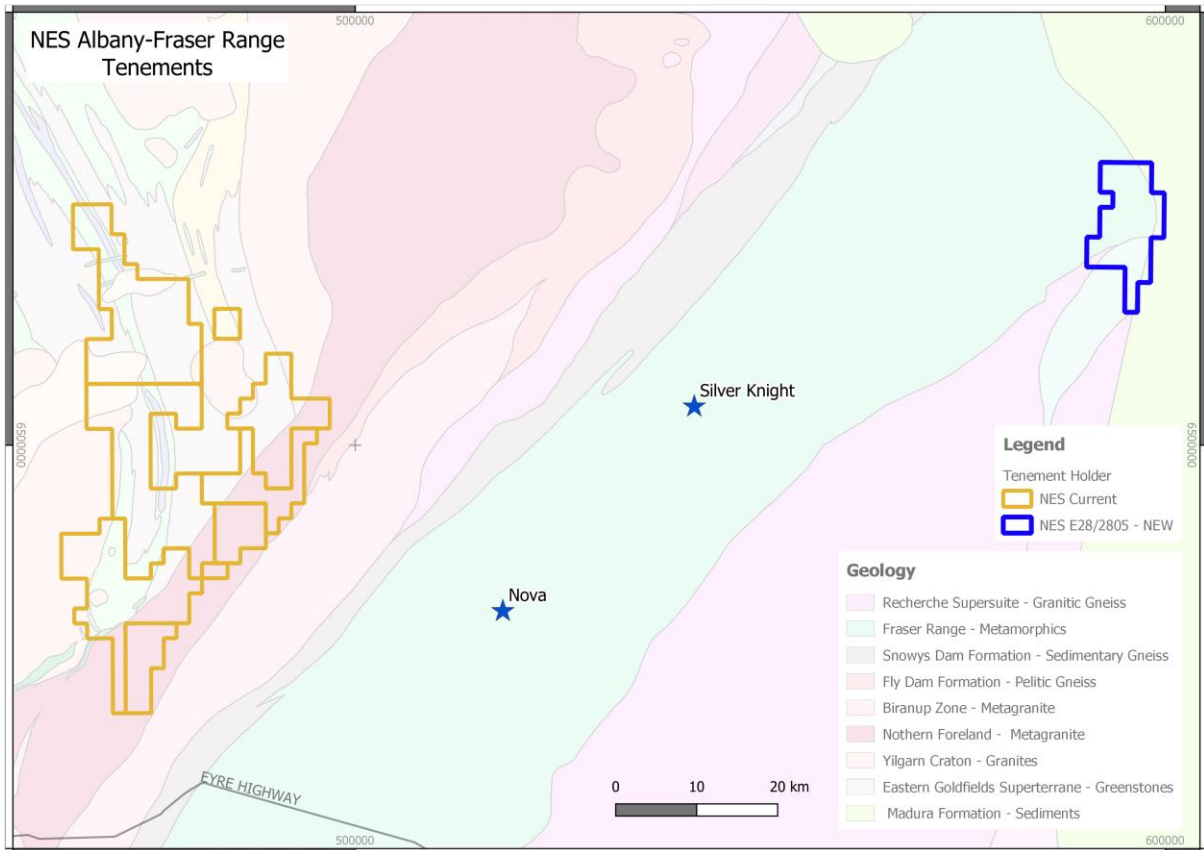 500000
600000
NES Albany-Fraser Range
Tenements
Silver Knight
6500000
6500000
Legend
Tenement Holder
NES Current
NES E28/2805 - NEW
Geology
Recherche Supersuite - Granitic Gneiss
Fraser Range - Metamorphics
Snowys Dam Formation - Sedimentary Gneiss
Fly Dam Formation - Pelitic Gneiss
Biranup Zone - Metagranite
Nothern Foreland - Metagranite
Yilgarn Craton - Granites
Eastern Goldfields Superterrane - Greenstones
Madura Formation - Sediments
Nova
EYRE HIGHWAY
0 10 20 km
500000
600000